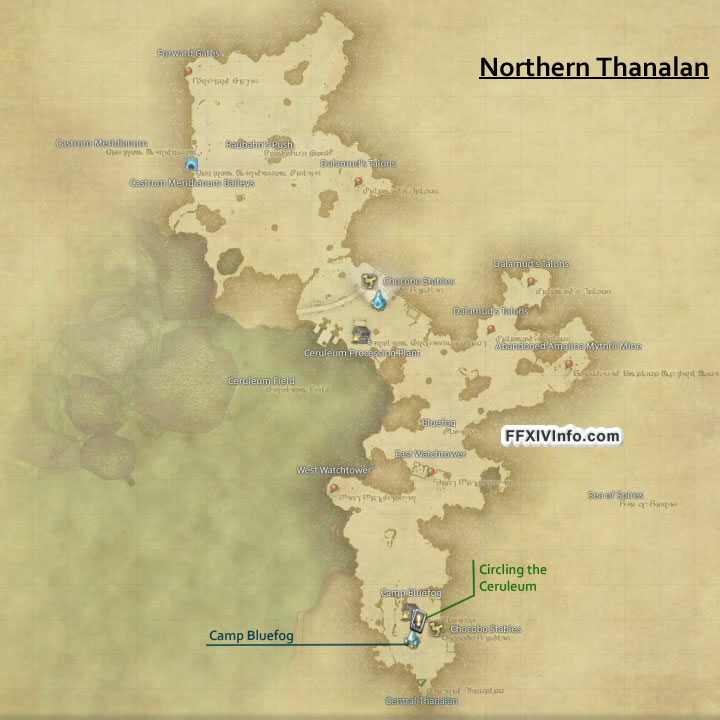 Northern Thanalan
Forward Gates
Castrum Meridianum
Raubahn's Push
Dalamud's Talons
Castrum Meridianum Baileys
Dalamud's Talons
Chocobo Stables
Dalamud's Talons
Abandoned Amajina Mythril Mine
Ceruleum Processing Plant
Ceruleum Field
Bluefog
FFXIVInfo.com
East Watchtower
West Watchtower
Sea of Spires
Circling the
Ceruleum
Camp Bluefog
Camp Bluefog
Chocobo Stables
Central Thanalan